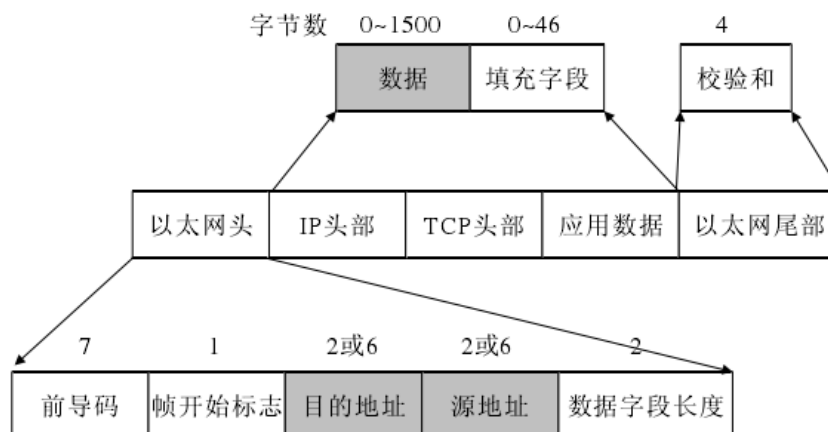 字节数 0~1500 0~46 4
数据 填充字段 校验和
以太网头 IP头部 TCP头部 应用数据 以太网尾部
7 1 2或6 2或6 2
前导码 帧开始标志 目的地址 源地址 数据字段长度